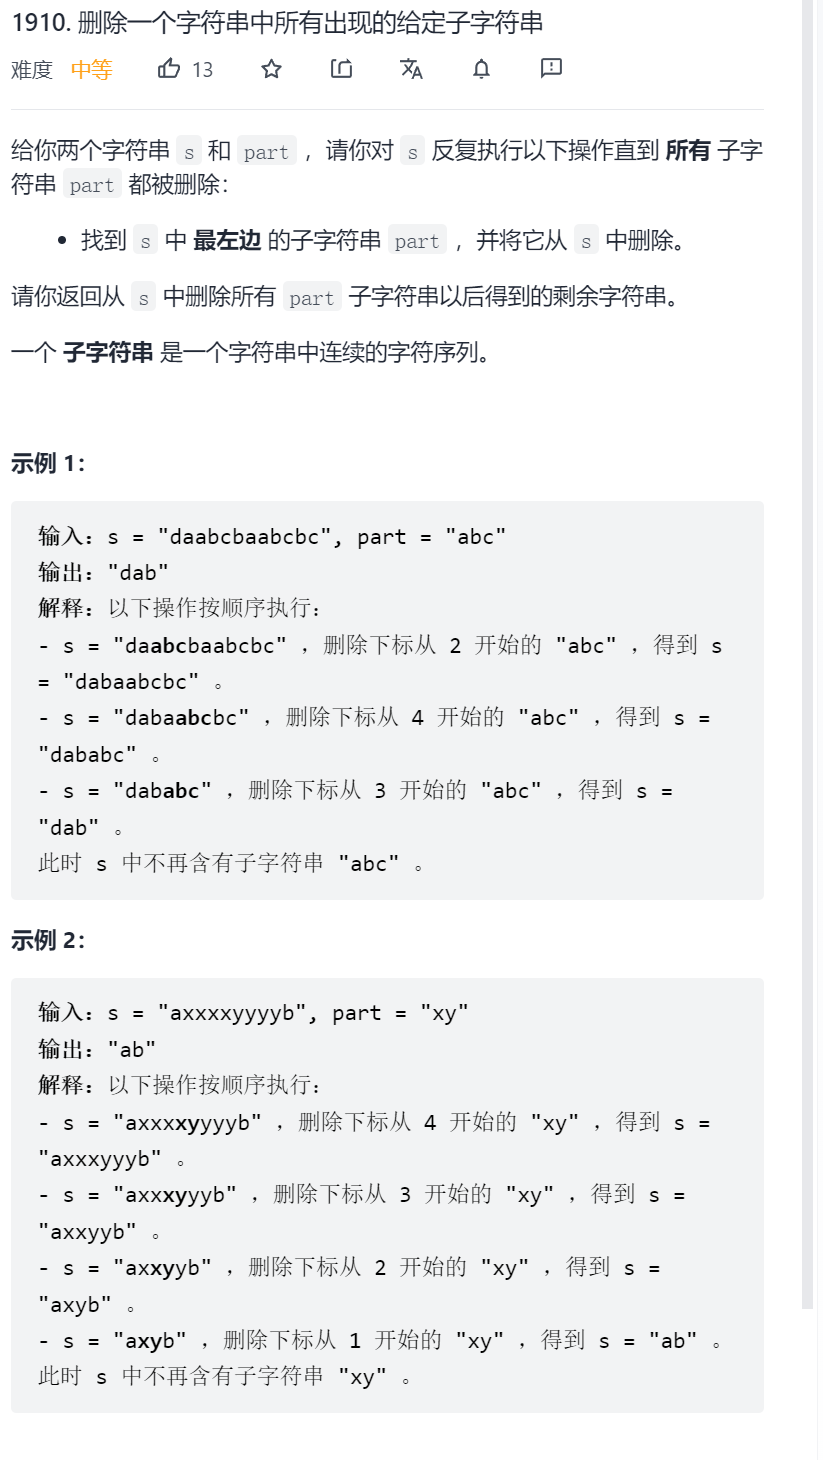 1910. 删除一个字符串中所有出现的给定子字符串
难度 中等 13
给你两个字符串 s 和 part ，请你对 s 反复执行以下操作直到 所有 子字
符串 part 都被删除：
• 找到 s 中 最左边 的子字符串 part ，并将它从 s 中删除。
请你返回从 s 中删除所有 part 子字符串以后得到的剩余字符串。
一个 子字符串 是一个字符串中连续的字符序列。
示例 1：
输入：s = "daabcbaabcbc", part = "abc"
输出："dab"
解释：以下操作按顺序执行：
- s = "daabcbaabcbc" ，删除下标从 2 开始的 "abc" ，得到 s
= "dabaabcbc" 。
- s = "dabaabcbc" ，删除下标从 4 开始的 "abc" ，得到 s =
"dababc" 。
- s = "dababc" ，删除下标从 3 开始的 "abc" ，得到 s =
"dab" 。
此时 s 中不再含有子字符串 "abc" 。
示例 2：
输入：s = "axxxxyyyyb", part = "xy"
输出："ab"
解释：以下操作按顺序执行：
- s = "axxxxyyyyb" ，删除下标从 4 开始的 "xy" ，得到 s =
"axxxyyyb" 。
- s = "axxxyyyb" ，删除下标从 3 开始的 "xy" ，得到 s =
"axxyyb" 。
- s = "axxyyb" ，删除下标从 2 开始的 "xy" ，得到 s =
"axyb" 。
- s = "axyb" ，删除下标从 1 开始的 "xy" ，得到 s = "ab" 。
此时 s 中不再含有子字符串 "xy" 。